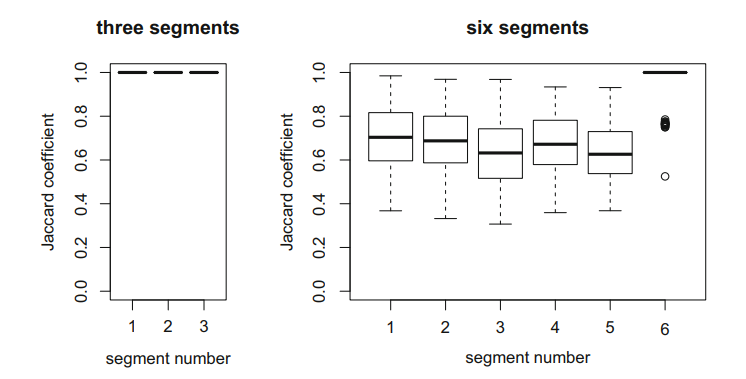 three segments
Jaccard coefficient
0.0 0.2 0.4 0.6 0.8 1.0
1 2 3
segment number
six segments
Jaccard coefficient
0.0 0.2 0.4 0.6 0.8 1.0
1 2 3 4 5 6
segment number